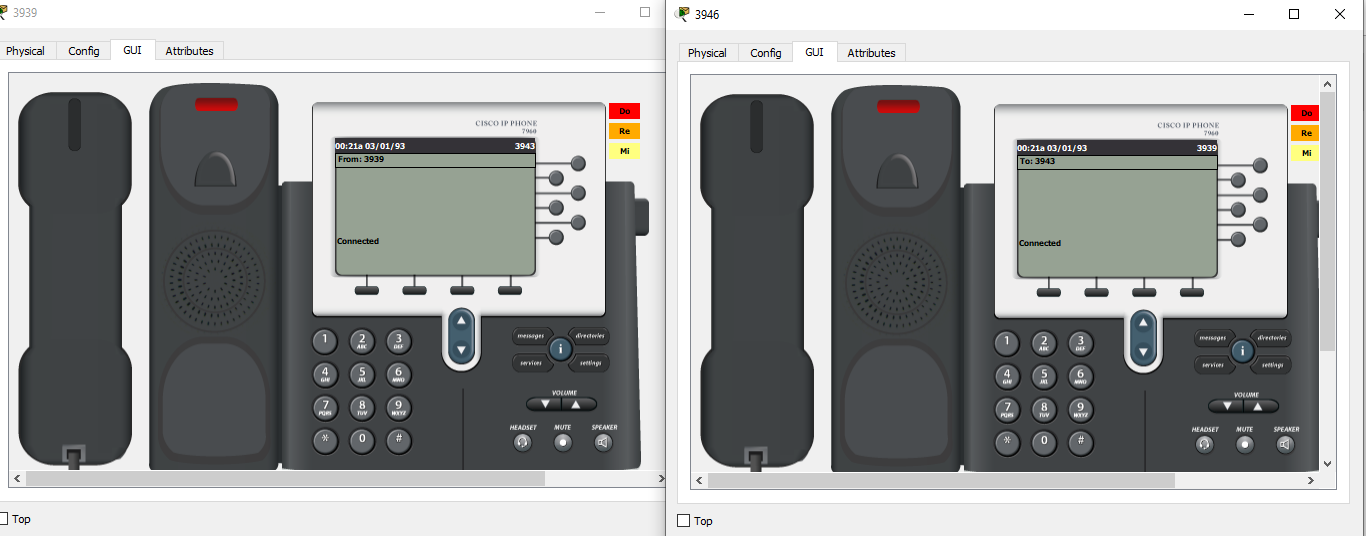 3939
Physical Config GUI Attributes
CISCO IP PHONE
7960
00:21a 03/01/93 3943
From: 3939
Connected
Do
Re
Mi
1 2 ABC 3 DEF
4 GHI 5 JKL 6 MNO
7 PQRS 8 TUV 9 WXYZ
* 0 #
messages directories
i
services settings
VOLUME
HEADSET MUTE SPEAKER
Top
3946
Physical Config GUI Attributes
CISCO IP PHONE
7960
00:21a 03/01/93 3939
To: 3943
Connected
Do
Re
Mi
1 2 ABC 3 DEF
4 GHI 5 JKL 6 MNO
7 PQRS 8 TUV 9 WXYZ
* 0 #
messages directories
i
services settings
VOLUME
HEADSET MUTE SPEAKER
Top